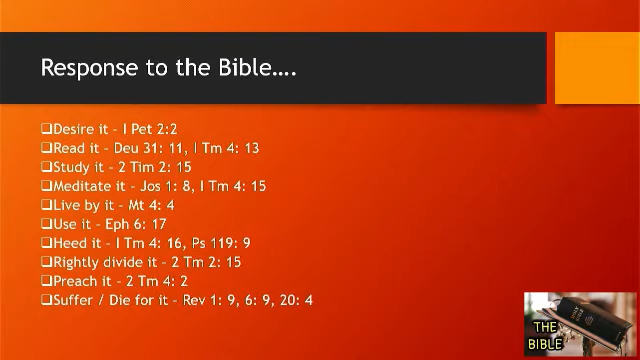 Response to the Bible….
❑Desire it – I Pet 2:2
❑Read it – Deu 31: 11, I Tm 4: 13
❑Study it – 2 Tim 2: 15
❑Meditate it – Jos 1: 8, I Tm 4: 15
❑Live by it – Mt 4: 4
❑Use it – Eph 6: 17
❑Heed it – I Tm 4: 16, Ps 119: 9
❑Rightly divide it – 2 Tm 2: 15
❑Preach it – 2 Tm 4: 2
❑Suffer / Die for it – Rev 1: 9, 6: 9, 20: 4
THE
BIBLE
HOLY
BIBLE